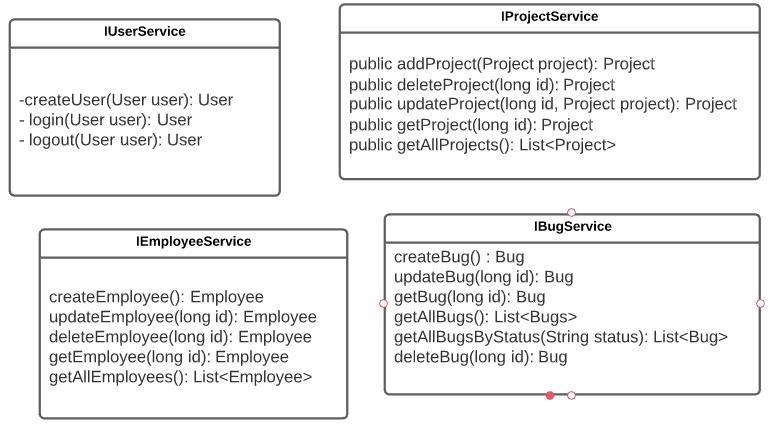 IUserService
-createUser(User user): User
- login(User user): User
- logout(User user): User
IProjectService
public addProject(Project project): Project
public deleteProject(long id): Project
public updateProject(long id, Project project): Project
public getProject(long id): Project
public getAllProjects(): List<Project>
IEmployeeService
createEmployee(): Employee
updateEmployee(long id): Employee
deleteEmployee(long id): Employee
getEmployee(long id): Employee
getAllEmployees(): List<Employee>
IBugService
createBug() : Bug
updateBug(long id): Bug
getBug(long id): Bug
getAllBugs(): List<Bugs>
getAllBugsByStatus(String status): List<Bug>
deleteBug(long id): Bug